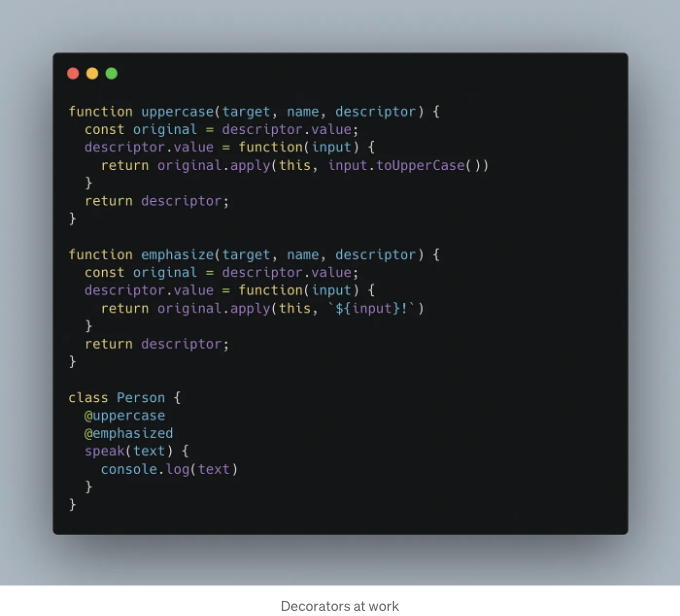 function uppercase(target, name, descriptor) {
  const original = descriptor.value;
  descriptor.value = function(input) {
    return original.apply(this, input.toUpperCase())
  }
  return descriptor;
}

function emphasize(target, name, descriptor) {
  const original = descriptor.value;
  descriptor.value = function(input) {
    return original.apply(this, `${input}!`)
  }
  return descriptor;
}

class Person {
  @uppercase
  @emphasized
  speak(text) {
    console.log(text)
  }
}
Decorators at work